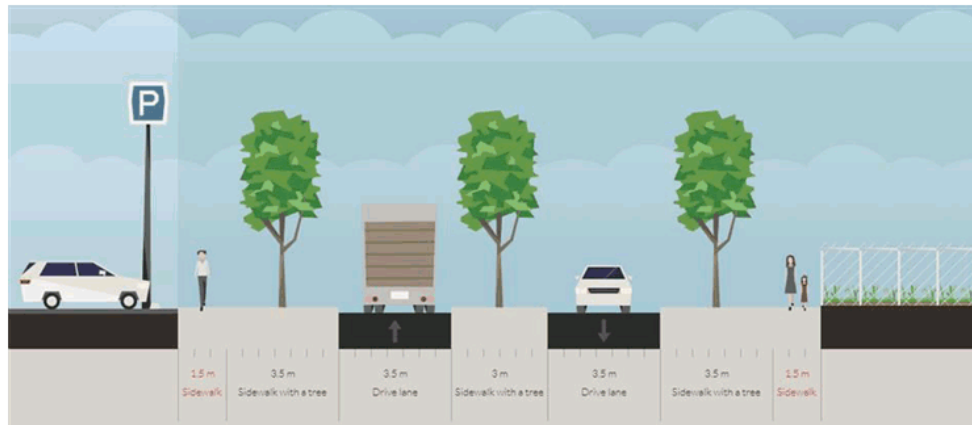 P
1.5 m
Sidewalk
3.5 m
Sidewalk with a tree
3.5 m
Drive lane
3 m
Sidewalk with a tree
3.5 m
Drive lane
3.5 m
Sidewalk with a tree
1.5 m
Sidewalk